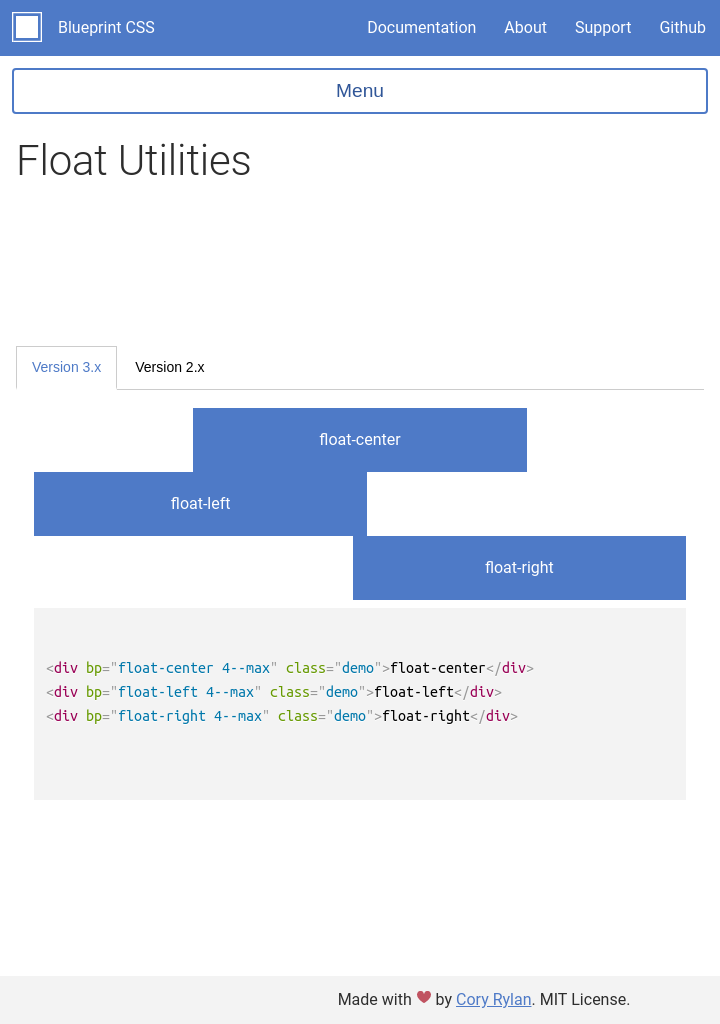 Blueprint CSS Documentation About Support Github
Menu
Float Utilities
Version 3.x Version 2.x
float-center
float-left
float-right
<div bp="float-center 4--max" class="demo">float-center</div>
<div bp="float-left 4--max" class="demo">float-left</div>
<div bp="float-right 4--max" class="demo">float-right</div>
Made with ❤ by Cory Rylan. MIT License.